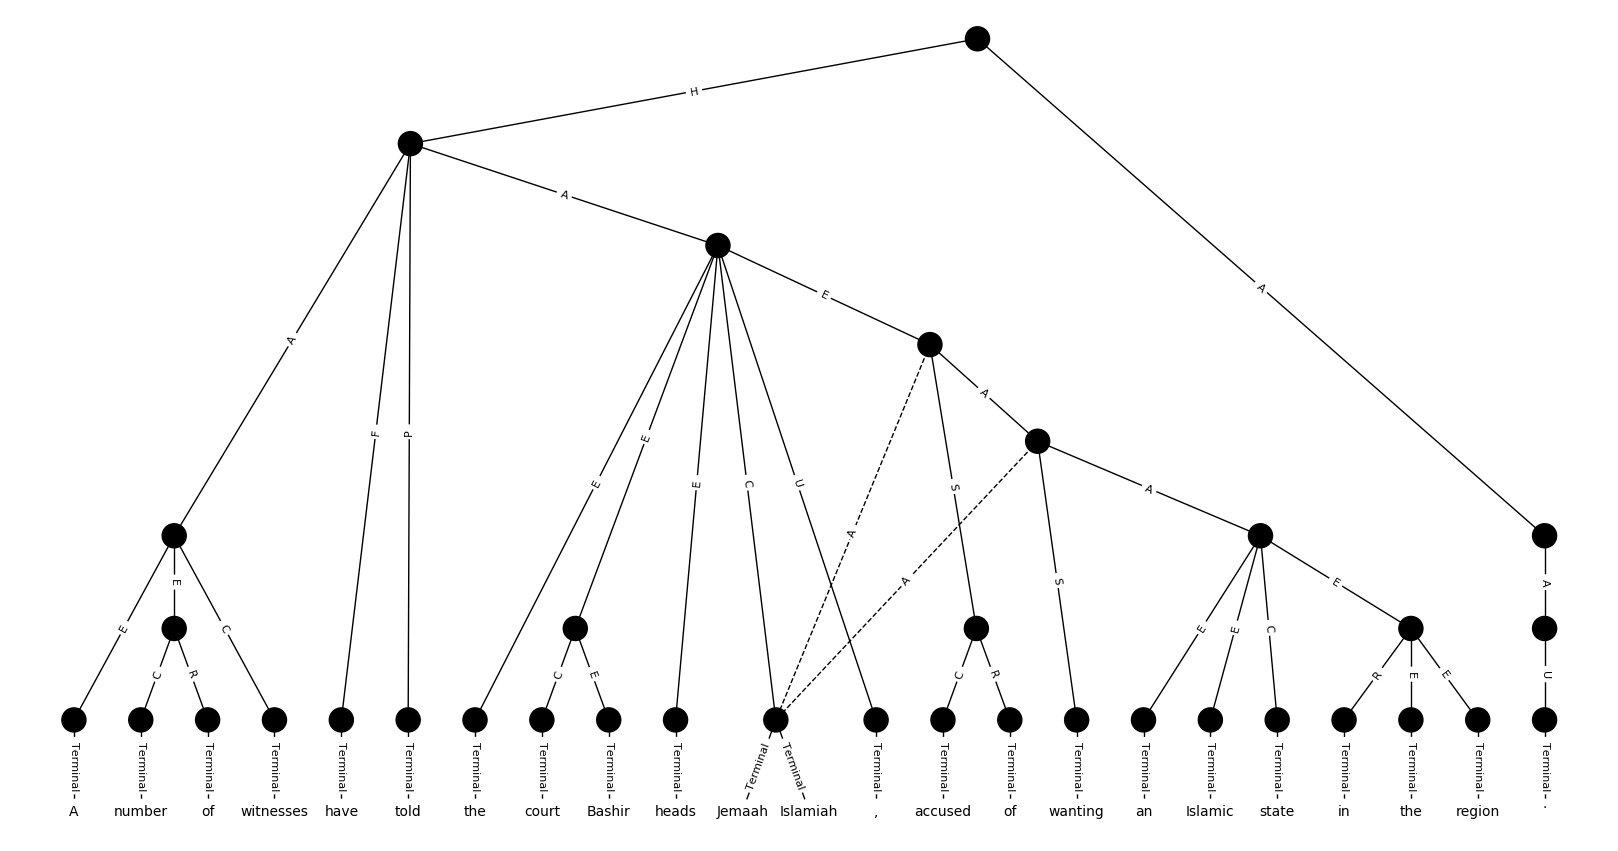 H
A
A
E
A
A
A
F
P
E
E
E
C
U
A
S
A
S
A
E
E
C
E
A
E
C
R
C
E
C
R
E
E
C
R
E
E
U
Terminal Terminal Terminal Terminal Terminal Terminal Terminal Terminal Terminal Terminal Terminal Terminal Terminal Terminal Terminal Terminal Terminal Terminal Terminal Terminal Terminal Terminal Terminal
A number of witnesses have told the court Bashir heads Jemaah Islamiah , accused of wanting an Islamic state in the region .